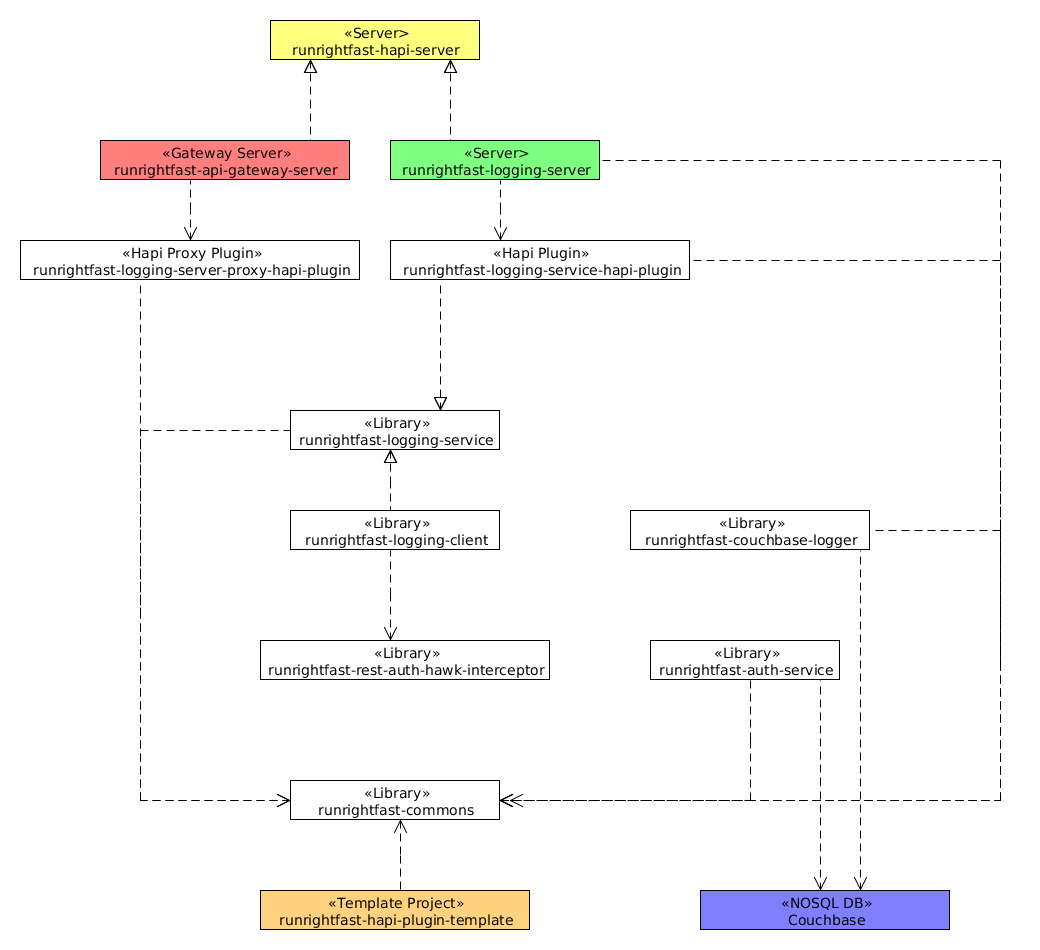 «Server>
runrightfast-hapi-server
«Gateway Server»
runrightfast-api-gateway-server
«Server>
runrightfast-logging-server
«Hapi Proxy Plugin»
runrightfast-logging-server-proxy-hapi-plugin
«Hapi Plugin»
runrightfast-logging-service-hapi-plugin
«Library»
runrightfast-logging-service
«Library»
runrightfast-logging-client
«Library»
runrightfast-couchbase-logger
«Library»
runrightfast-rest-auth-hawk-interceptor
«Library»
runrightfast-auth-service
«Library»
runrightfast-commons
«Template Project»
runrightfast-hapi-plugin-template
«NOSQL DB»
Couchbase